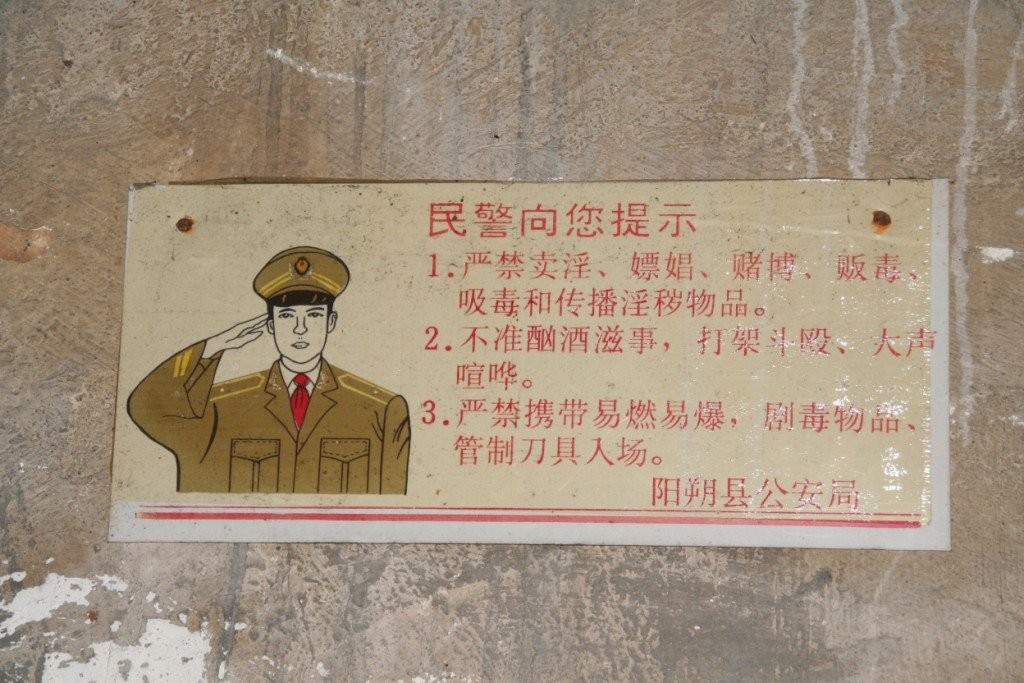 民警向您提示
1.严禁卖淫、嫖娼、赌博、贩毒、
吸毒和传播淫秽物品。
2.不准酗酒滋事，打架斗殴、大声
喧哗。
3.严禁携带易燃易爆，剧毒物品、
管制刀具入场。
阳朔县公安局